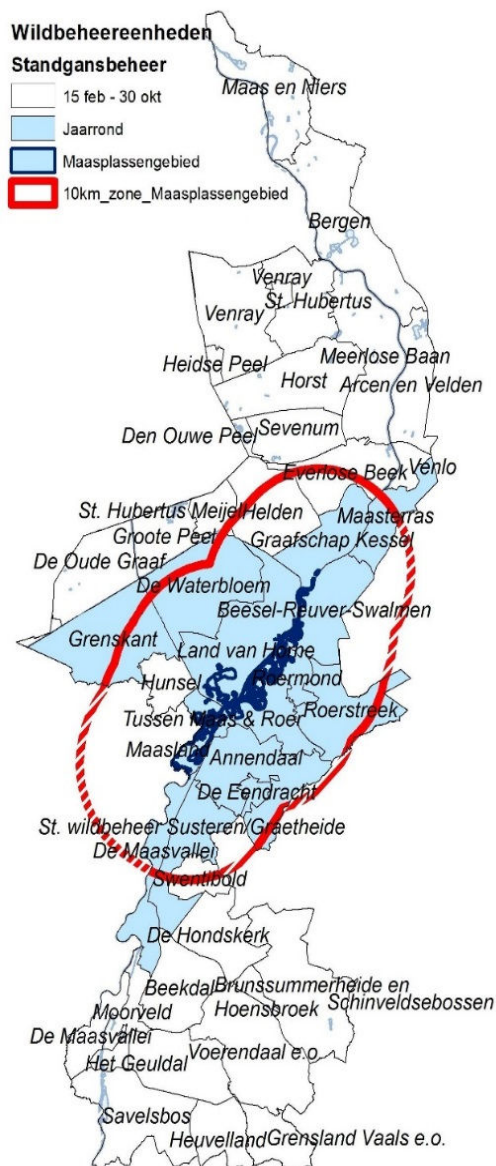 Wildbeheereenheden
Standgansbeheer
15 feb - 30 okt
Jaarrond
Maasplassengebied
10km_zone_Maasplassengebied
Maas en Niers
Bergen
Venray
St. Hubertus
Venray
Meerlose Baan
Heidse Peel
Horst
Arcen en Velden
Sevenum
Den Ouwe Peel
Everlose Beek
Venlo
St. Hubertus Meijel
Helden
Maasterras
Groote Peel
Graafschap Kessel
De Oude Graaf
De Waterbloem
Beesel-Reuver-Swalmen
Grenskant
Land van Horne
Hunsel
Roermond
Tussen Maas & Roer
Roerstreek
Maasland
Annendaal
De Eendracht
St. wildbeheer Susteren/Graetheide
De Maasvallei
Swentibold
De Hondskerk
Beekdal
Brunssummerheide en
Hoensbroek
Schinveldsebossen
Moorveld
De Maasvallei
Voerendaal e.o.
Het Geuldal
Savelsbos
Heuvelland
Grensland Vaals e.o.